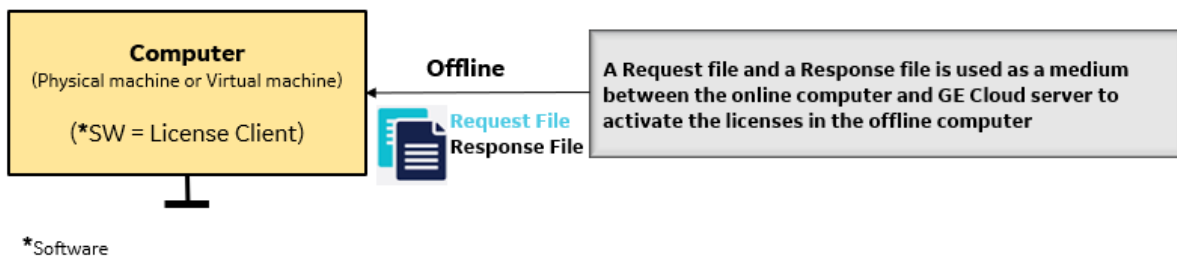 Computer
(Physical machine or Virtual machine)
(*SW = License Client)
Offline
Request File
Response File
A Request file and a Response file is used as a medium
between the online computer and GE Cloud server to
activate the licenses in the offline computer
*Software